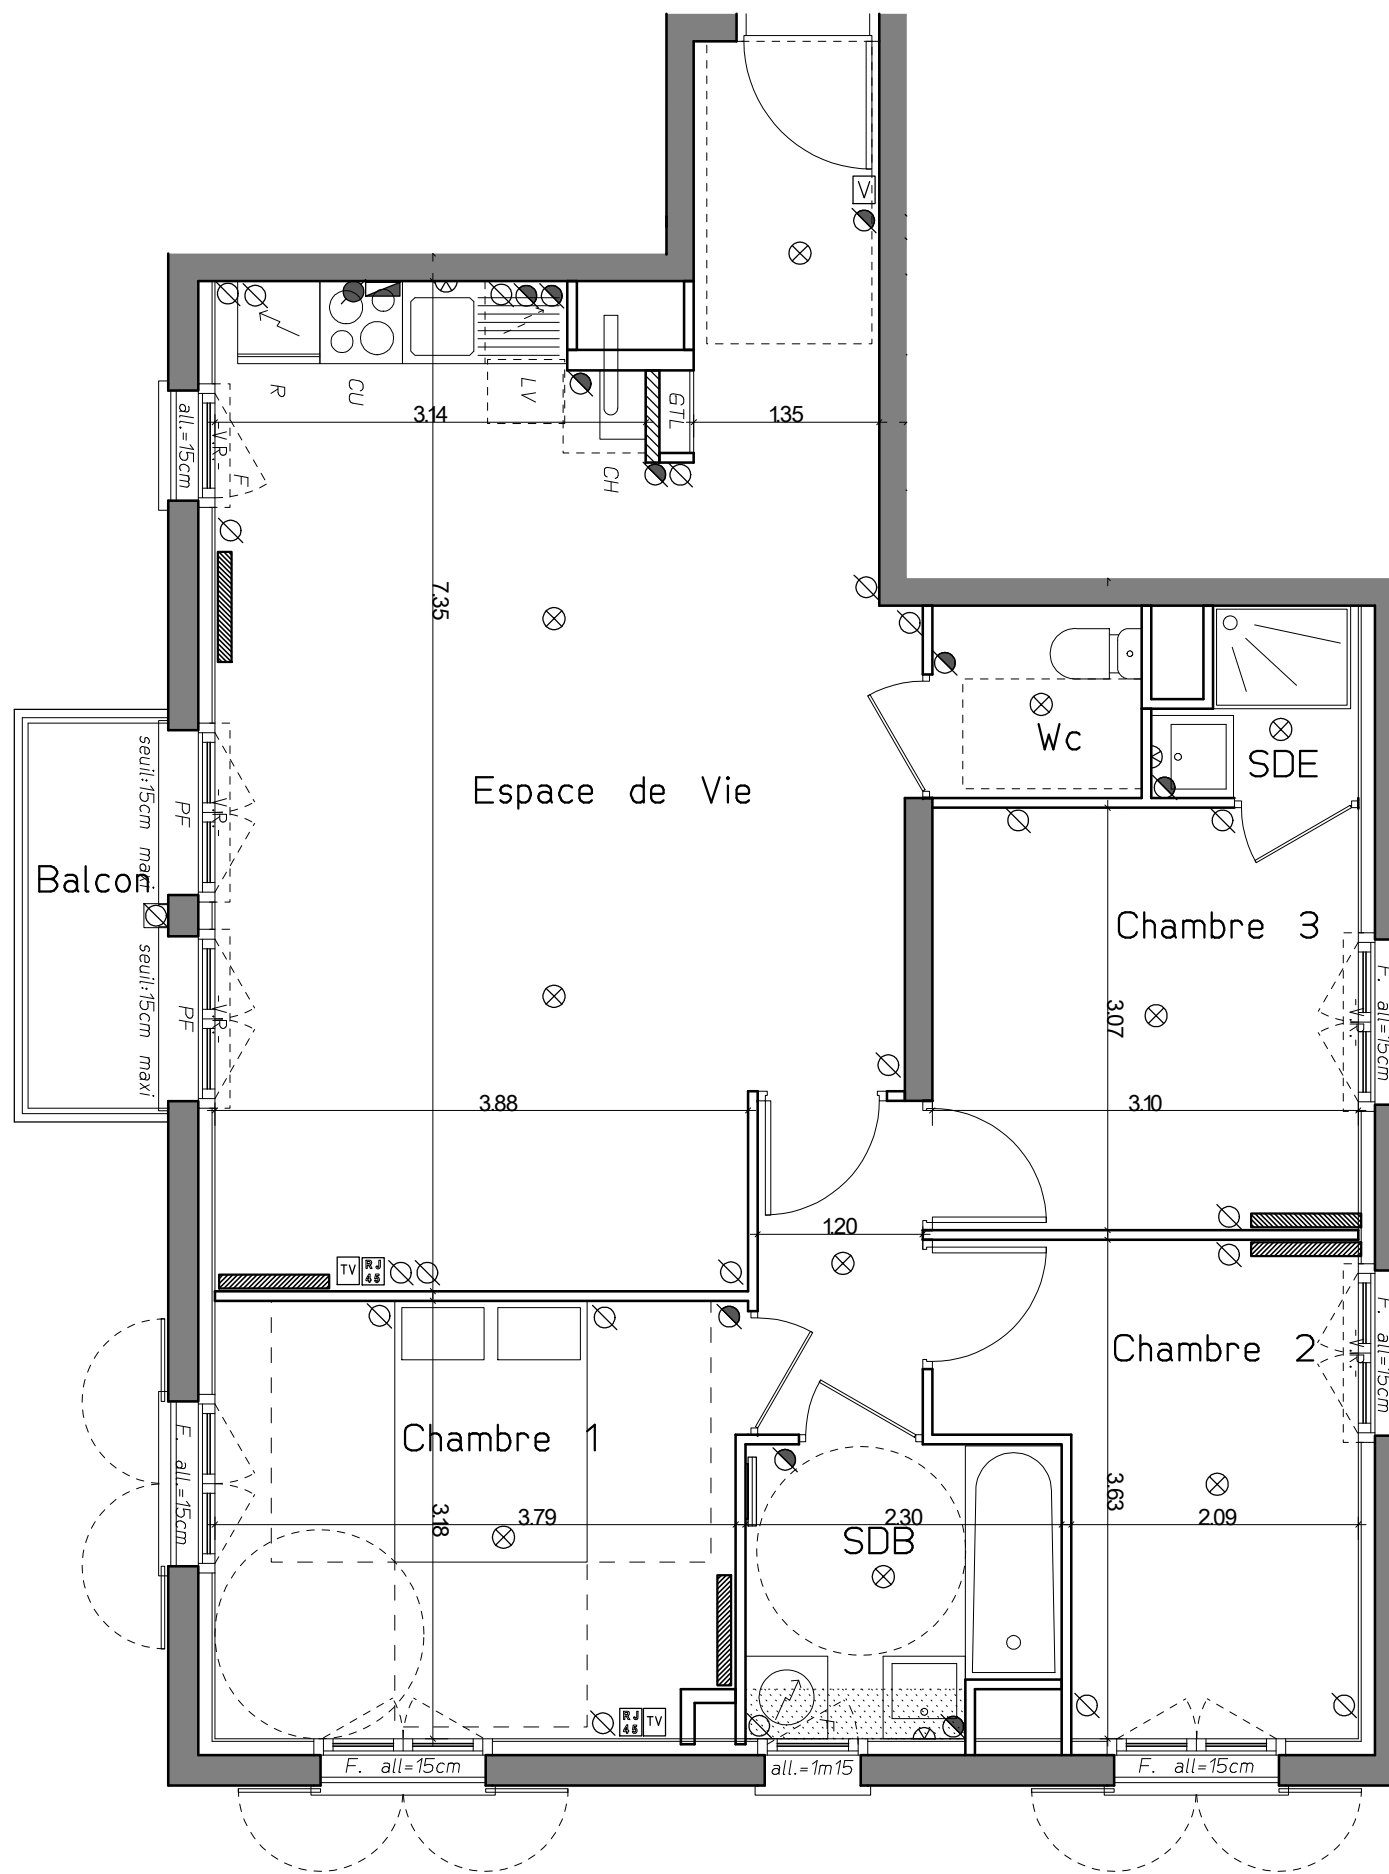 V
R
CU
LV
GTL
all.=15cm
V.R.
F
3.14
1.35
CH
7.35
Wc
SDE
Espace de Vie
seuil:15cm maxi
PF
V.R.
Balcon
Chambre 3
seuil:15cm maxi
PF
V.R.
F. all=15cm
3.07
3.88
3.10
1.20
TV
RJ
45
Chambre 2
F. all=15cm
Chambre 1
F. all=15cm
3.18
3.79
2.30
SDB
3.63
2.09
RJ
45
TV
F. all=15cm
all.=1m15
F. all=15cm